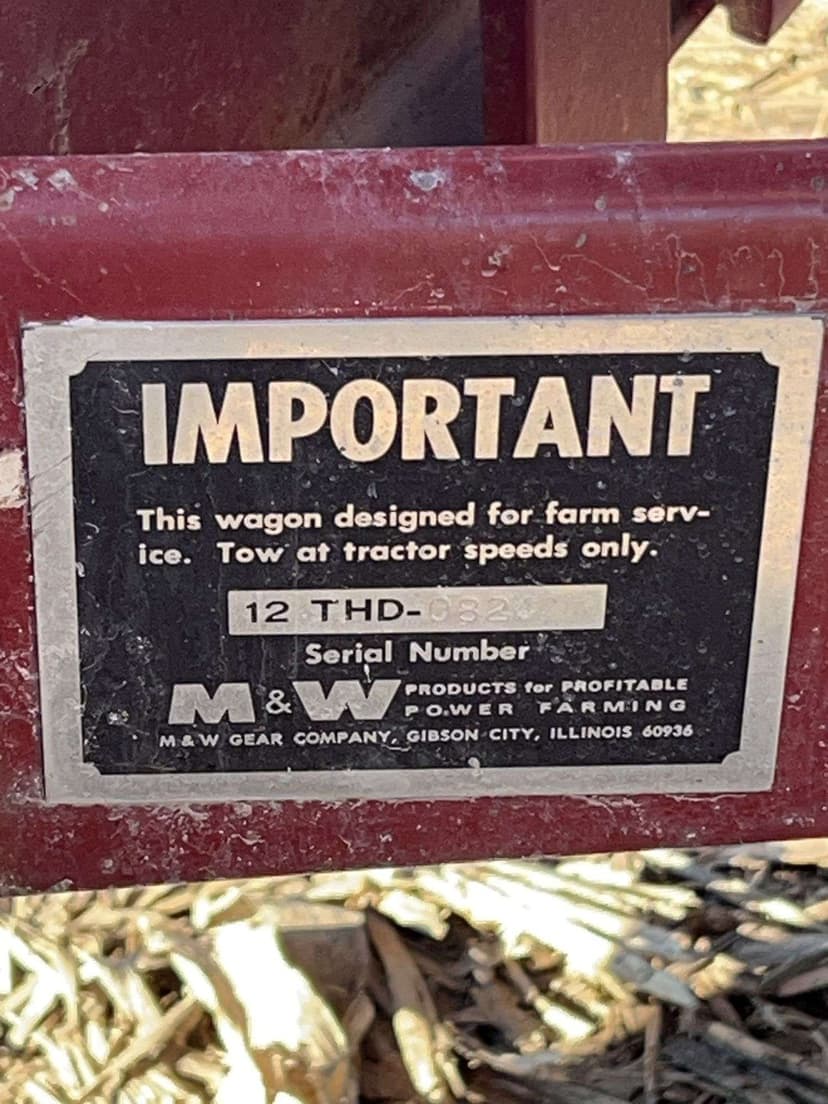 IMPORTANT
This wagon designed for farm serv-
ice. Tow at tractor speeds only.
12 THD-
Serial Number
M & W PRODUCTS for PROFITABLE
POWER FARMING
M & W GEAR COMPANY, GIBSON CITY, ILLINOIS 60936